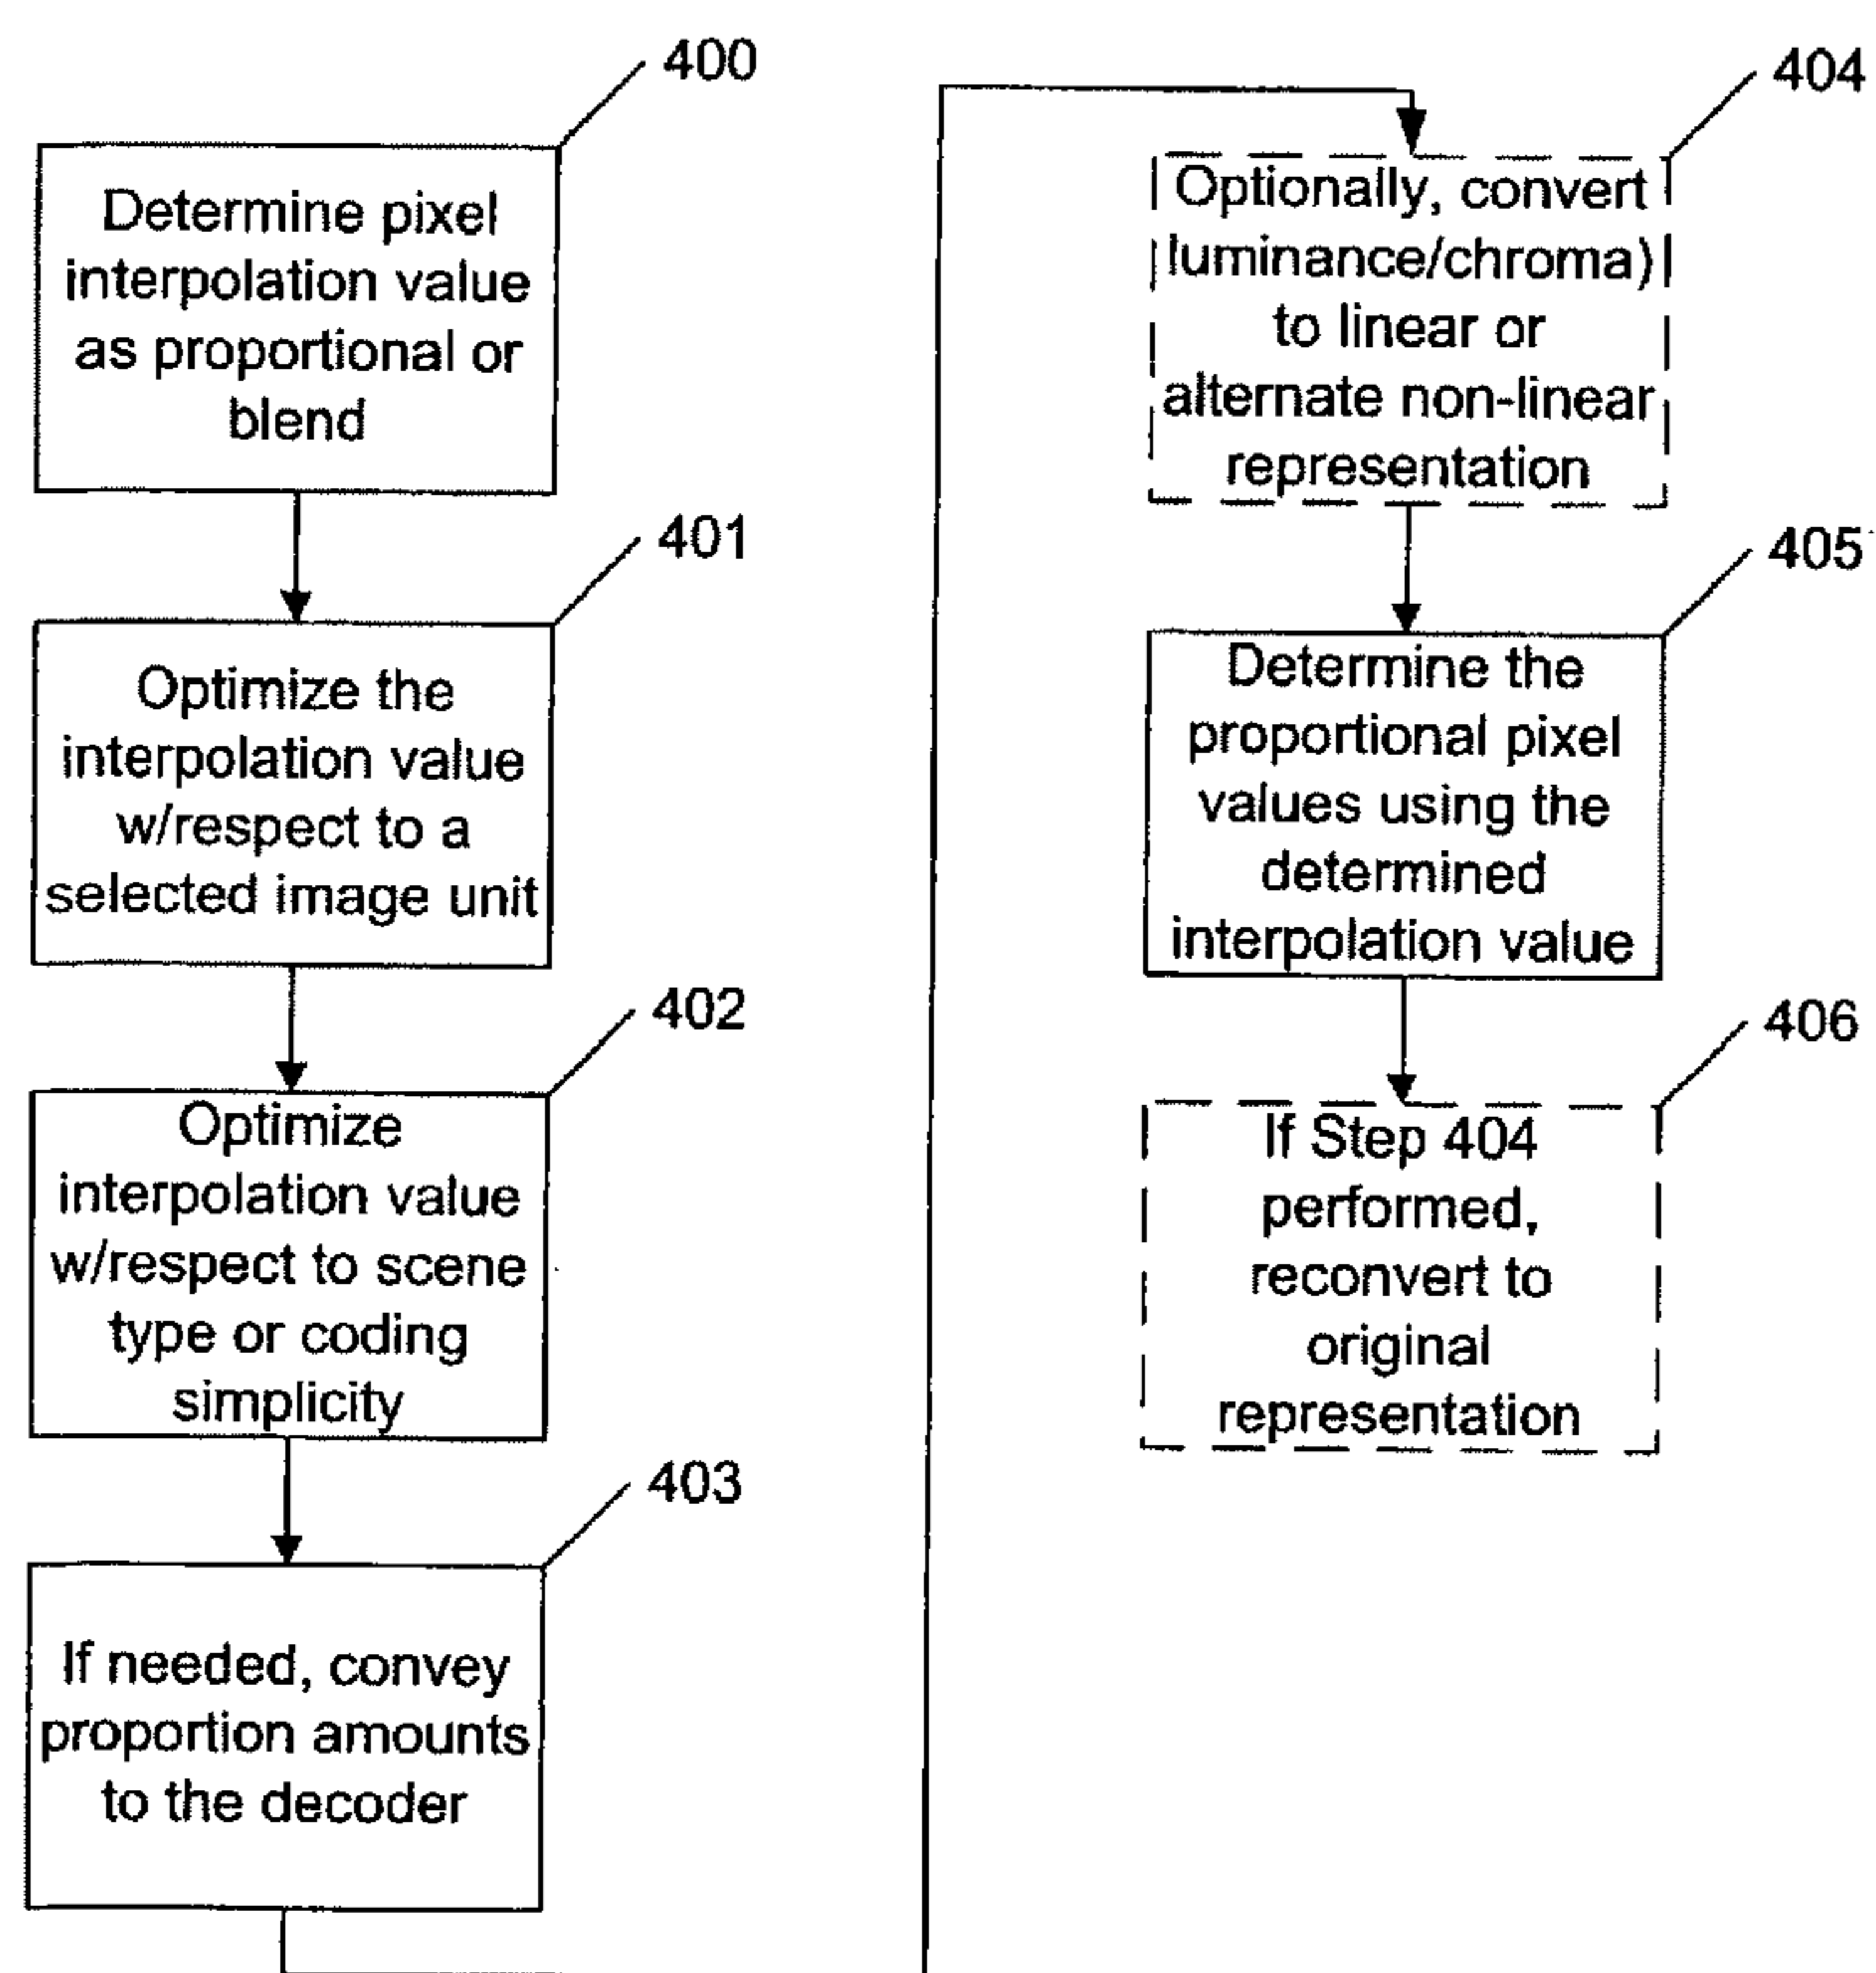 400
Determine pixel
interpolation value
as proportional or
blend
401
Optimize the
interpolation value
w/respect to a
selected image unit
402
Optimize
interpolation value
w/respect to scene
type or coding
simplicity
403
If needed, convey
proportion amounts
to the decoder
404
Optionally, convert
luminance/chroma)
to linear or
alternate non-linear
representation
405
Determine the
proportional pixel
values using the
determined
interpolation value
406
If Step 404
performed,
reconvert to
original
representation